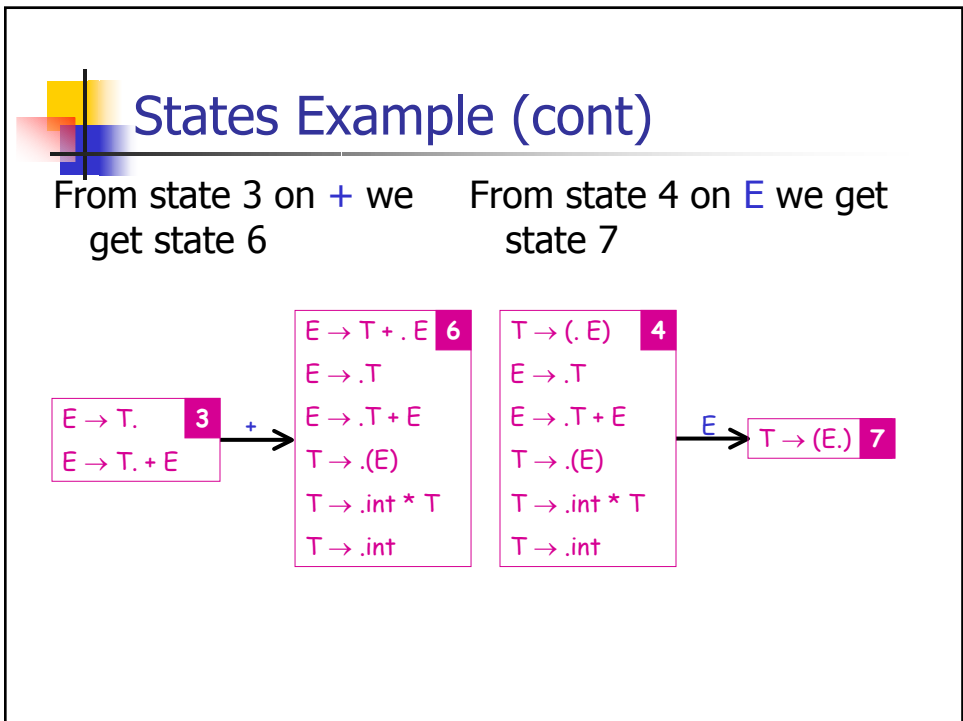 States Example (cont)
From state 3 on + we
get state 6
From state 4 on E we get
state 7
E → T. 3
E → T. + E
+
E → T + . E 6
E → .T
E → .T + E
T → .(E)
T → .int * T
T → .int
T → (. E) 4
E → .T
E → .T + E
T → .(E)
T → .int * T
T → .int
E
T → (E.) 7